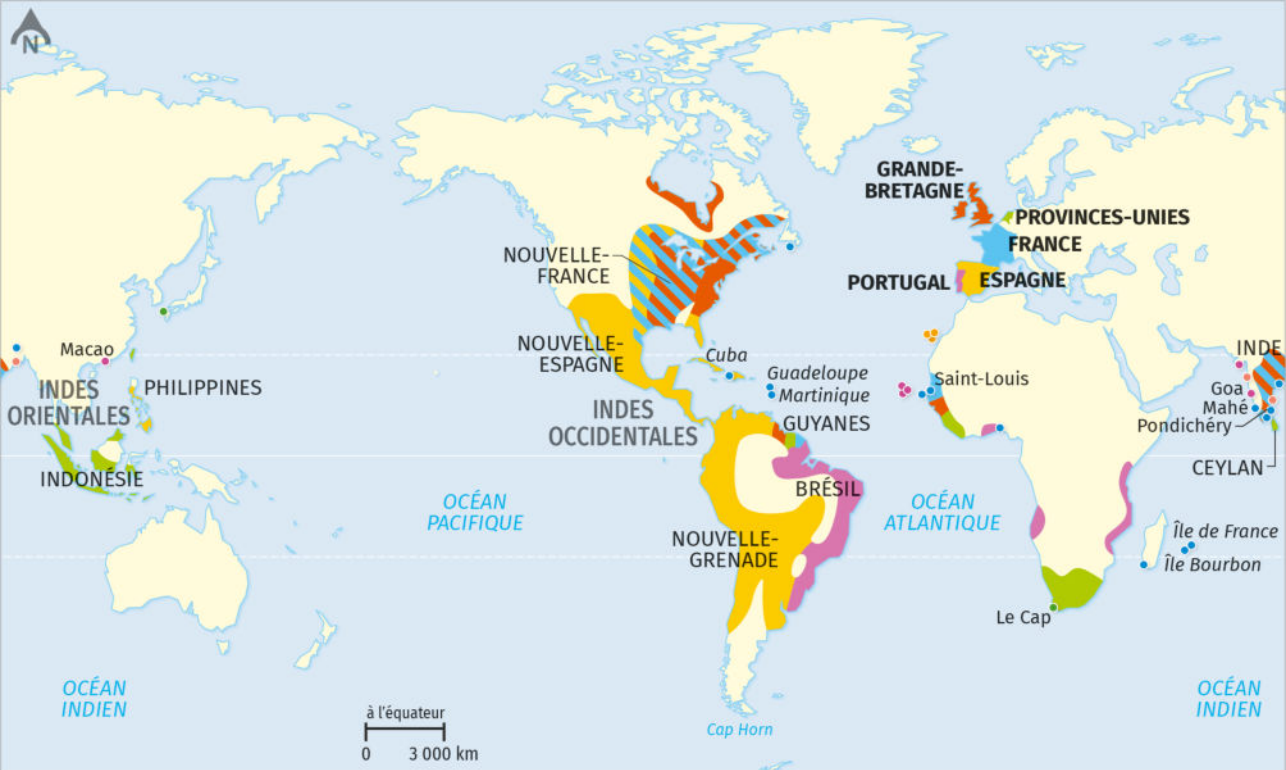 N
GRANDE-
BRETAGNE
PROVINCES-UNIES
FRANCE
PORTUGAL
ESPAGNE
NOUVELLE-
FRANCE
NOUVELLE-
ESPAGNE
Macao
INDES
ORIENTALES
PHILIPPINES
INDONÉSIE
Cuba
Guadeloupe
Martinique
INDES
OCCIDENTALES
GUYANES
Saint-Louis
INDE
Goa
Mahé
Pondichéry
CEYLAN
OCÉAN
PACIFIQUE
BRÉSIL
OCÉAN
ATLANTIQUE
NOUVELLE-
GRENADE
Île de France
Île Bourbon
Le Cap
OCÉAN
INDIEN
à l'équateur
0 3 000 km
Cap Horn
OCÉAN
INDIEN